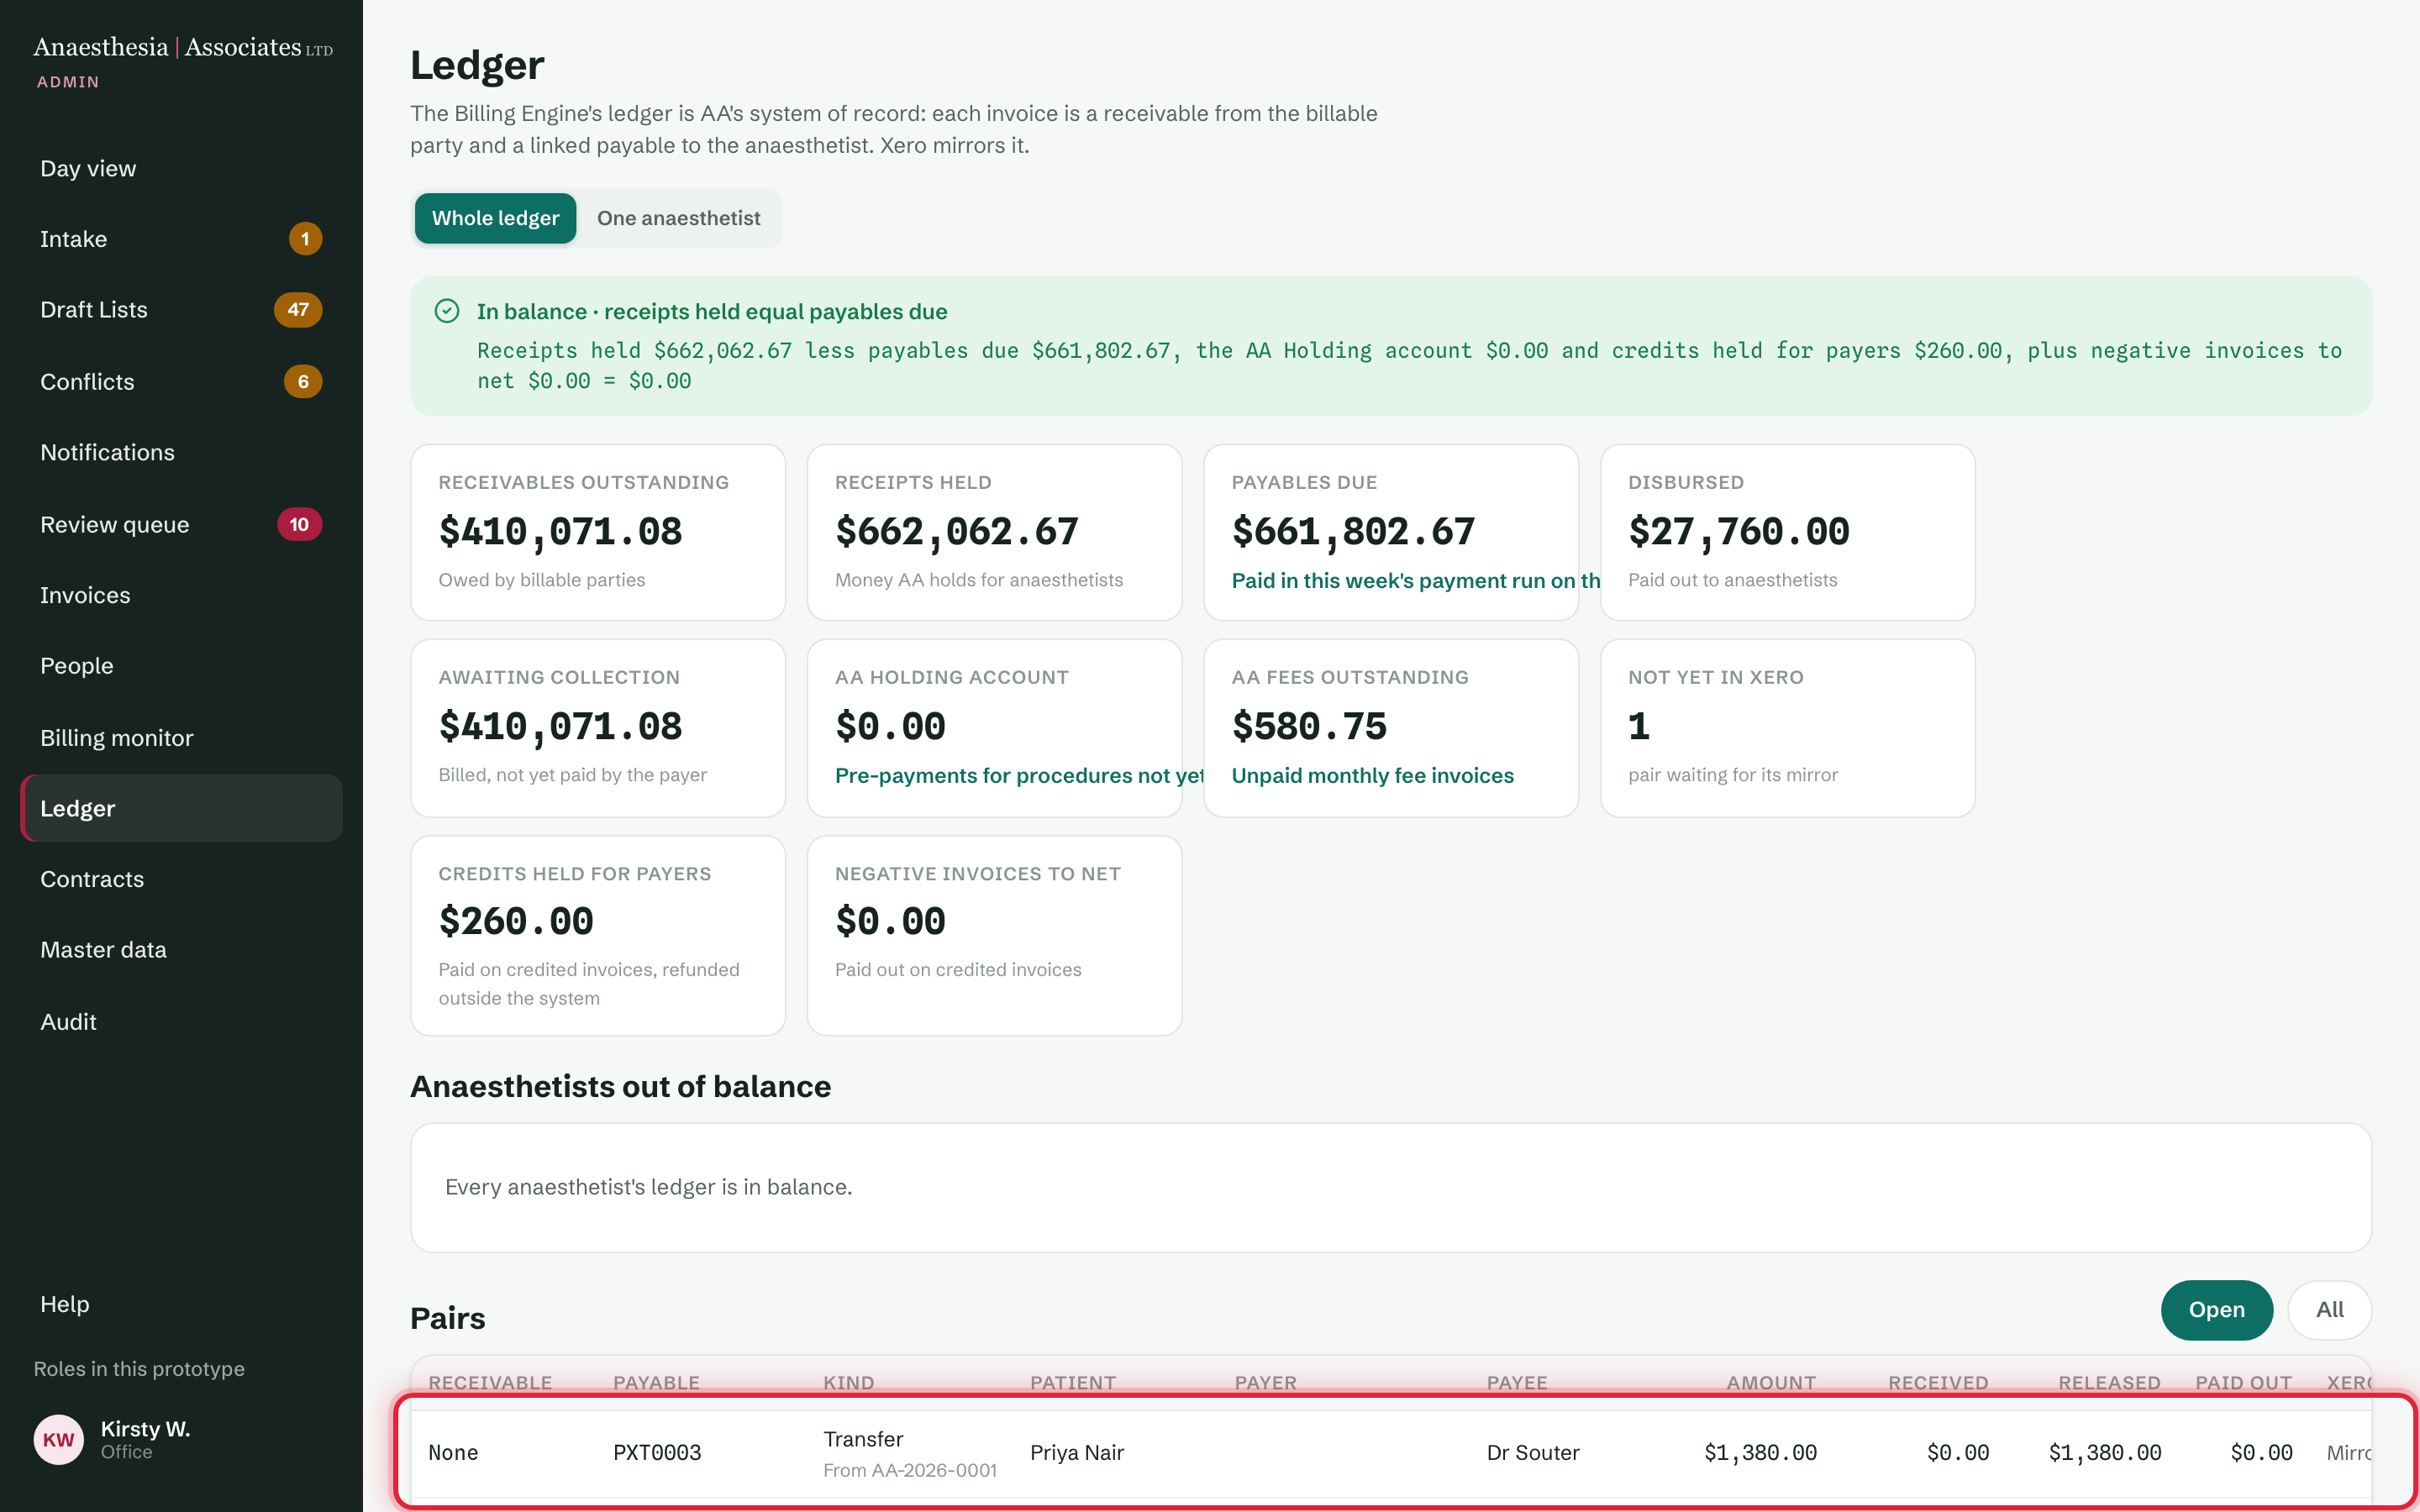 Anaesthesia | Associates LTD
ADMIN
Day view
Intake 1
Draft Lists 47
Conflicts 6
Notifications
Review queue 10
Invoices
People
Billing monitor
Ledger
Contracts
Master data
Audit
Help
Roles in this prototype
KW Kirsty W.
Office
Ledger
The Billing Engine's ledger is AA's system of record: each invoice is a receivable from the billable
party and a linked payable to the anaesthetist. Xero mirrors it.
Whole ledger One anaesthetist
In balance · receipts held equal payables due
Receipts held $662,062.67 less payables due $661,802.67, the AA Holding account $0.00 and credits held for payers $260.00, plus negative invoices to
net $0.00 = $0.00
RECEIVABLES OUTSTANDING
$410,071.08
Owed by billable parties
RECEIPTS HELD
$662,062.67
Money AA holds for anaesthetists
PAYABLES DUE
$661,802.67
Paid in this week's payment run on th
DISBURSED
$27,760.00
Paid out to anaesthetists
AWAITING COLLECTION
$410,071.08
Billed, not yet paid by the payer
AA HOLDING ACCOUNT
$0.00
Pre-payments for procedures not yet
AA FEES OUTSTANDING
$580.75
Unpaid monthly fee invoices
NOT YET IN XERO
1
pair waiting for its mirror
CREDITS HELD FOR PAYERS
$260.00
Paid on credited invoices, refunded
outside the system
NEGATIVE INVOICES TO NET
$0.00
Paid out on credited invoices
Anaesthetists out of balance
Every anaesthetist's ledger is in balance.
Pairs Open All
RECEIVABLE PAYABLE KIND PATIENT PAYER PAYEE AMOUNT RECEIVED RELEASED PAID OUT XERO
None PXT0003 Transfer Priya Nair Dr Souter $1,380.00 $0.00 $1,380.00 $0.00 Mirro
From AA-2026-0001